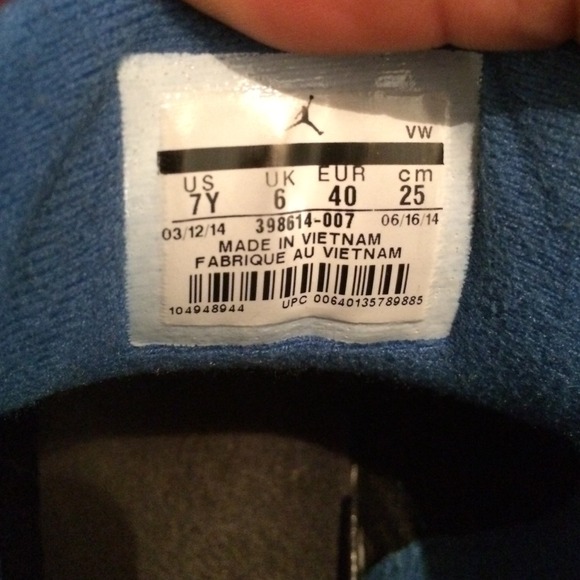 VW
US UK EUR cm
7Y 6 40 25
03/12/14 398614-007 06/16/14
MADE IN VIETNAM
FABRIQUE AU VIETNAM
104948944 UPC 00640135789885